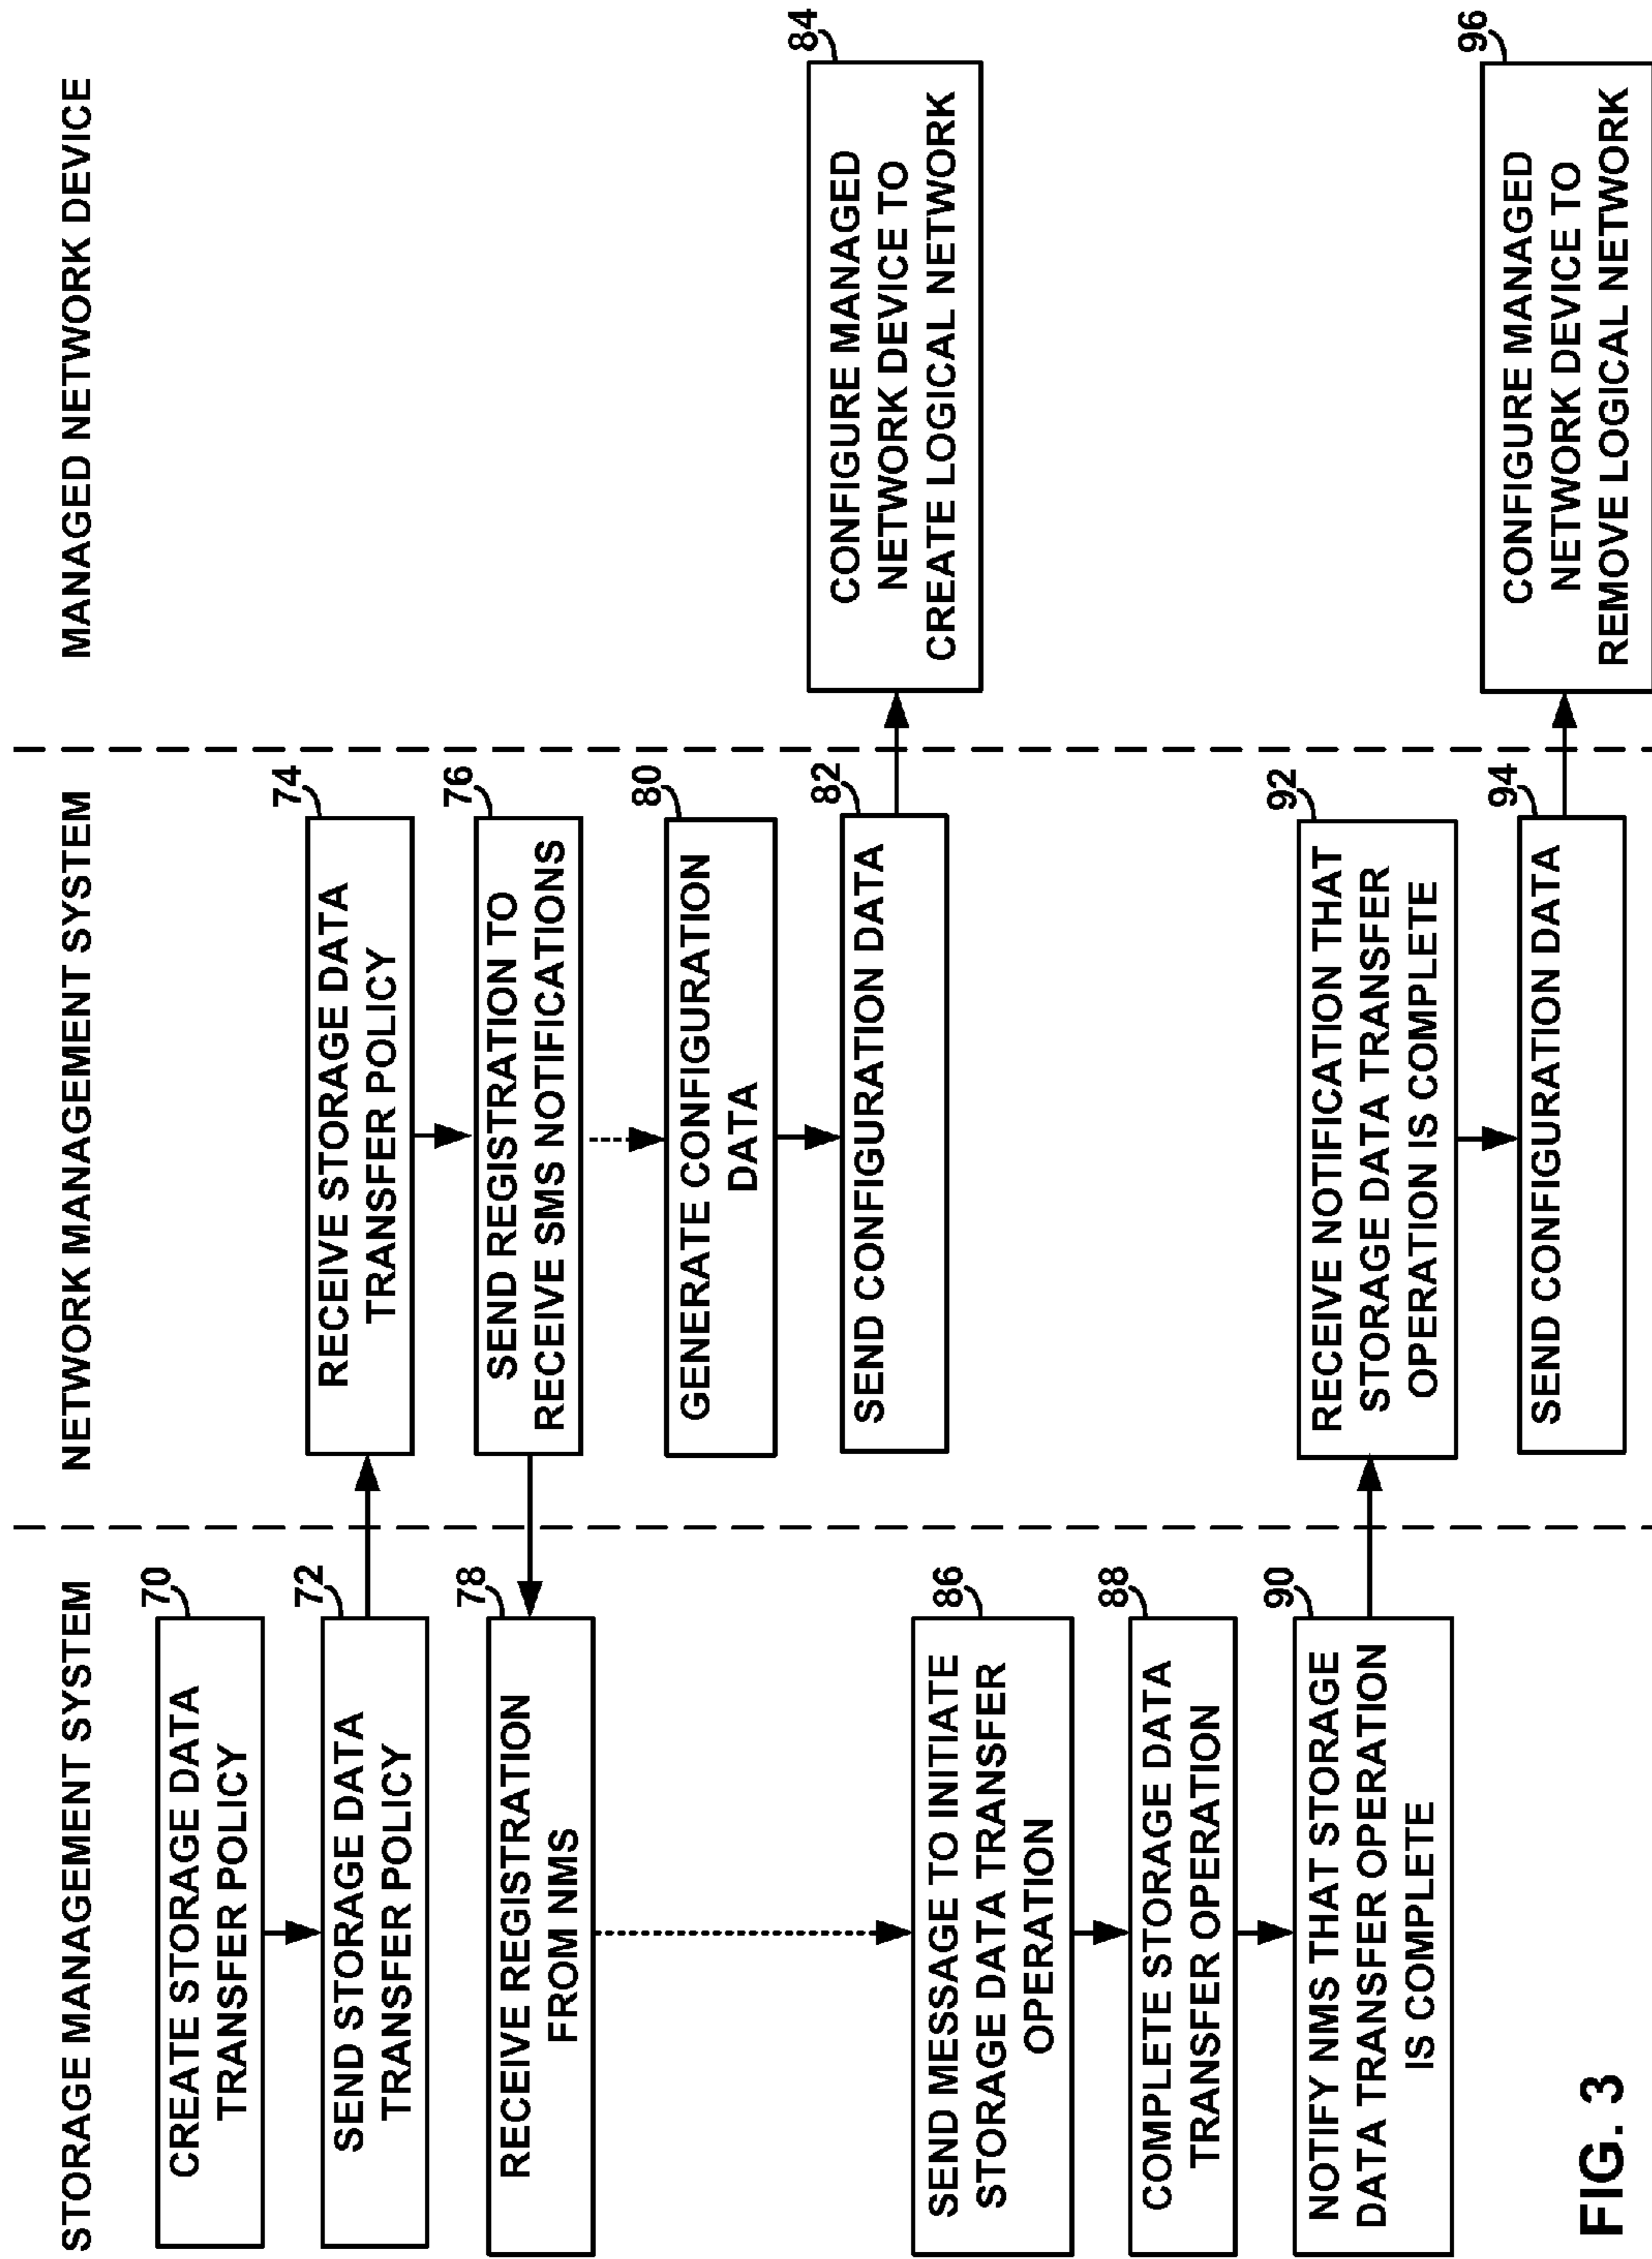 STORAGE MANAGEMENT SYSTEM
NETWORK MANAGEMENT SYSTEM
MANAGED NETWORK DEVICE
70
CREATE STORAGE DATA
TRANSFER POLICY
72
SEND STORAGE DATA
TRANSFER POLICY
74
RECEIVE STORAGE DATA
TRANSFER POLICY
76
SEND REGISTRATION TO
RECEIVE SMS NOTIFICATIONS
78
RECEIVE REGISTRATION
FROM NMS
80
GENERATE CONFIGURATION
DATA
82
SEND CONFIGURATION DATA
84
CONFIGURE MANAGED
NETWORK DEVICE TO
CREATE LOGICAL NETWORK
86
SEND MESSAGE TO INITIATE
STORAGE DATA TRANSFER
OPERATION
88
COMPLETE STORAGE DATA
TRANSFER OPERATION
90
NOTIFY NMS THAT STORAGE
DATA TRANSFER OPERATION
IS COMPLETE
92
RECEIVE NOTIFICATION THAT
STORAGE DATA TRANSFER
OPERATION IS COMPLETE
94
SEND CONFIGURATION DATA
96
CONFIGURE MANAGED
NETWORK DEVICE TO
REMOVE LOGICAL NETWORK
FIG. 3